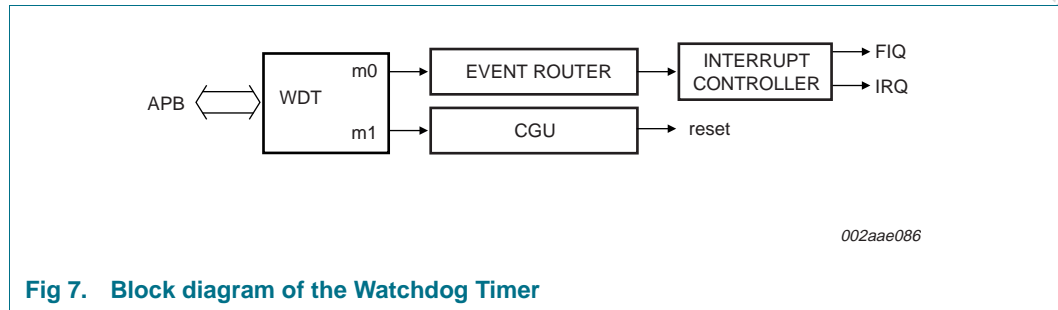 APB
WDT
m0
m1
EVENT ROUTER
CGU
INTERRUPT
CONTROLLER
FIQ
IRQ
reset
002aae086
Fig 7. Block diagram of the Watchdog Timer